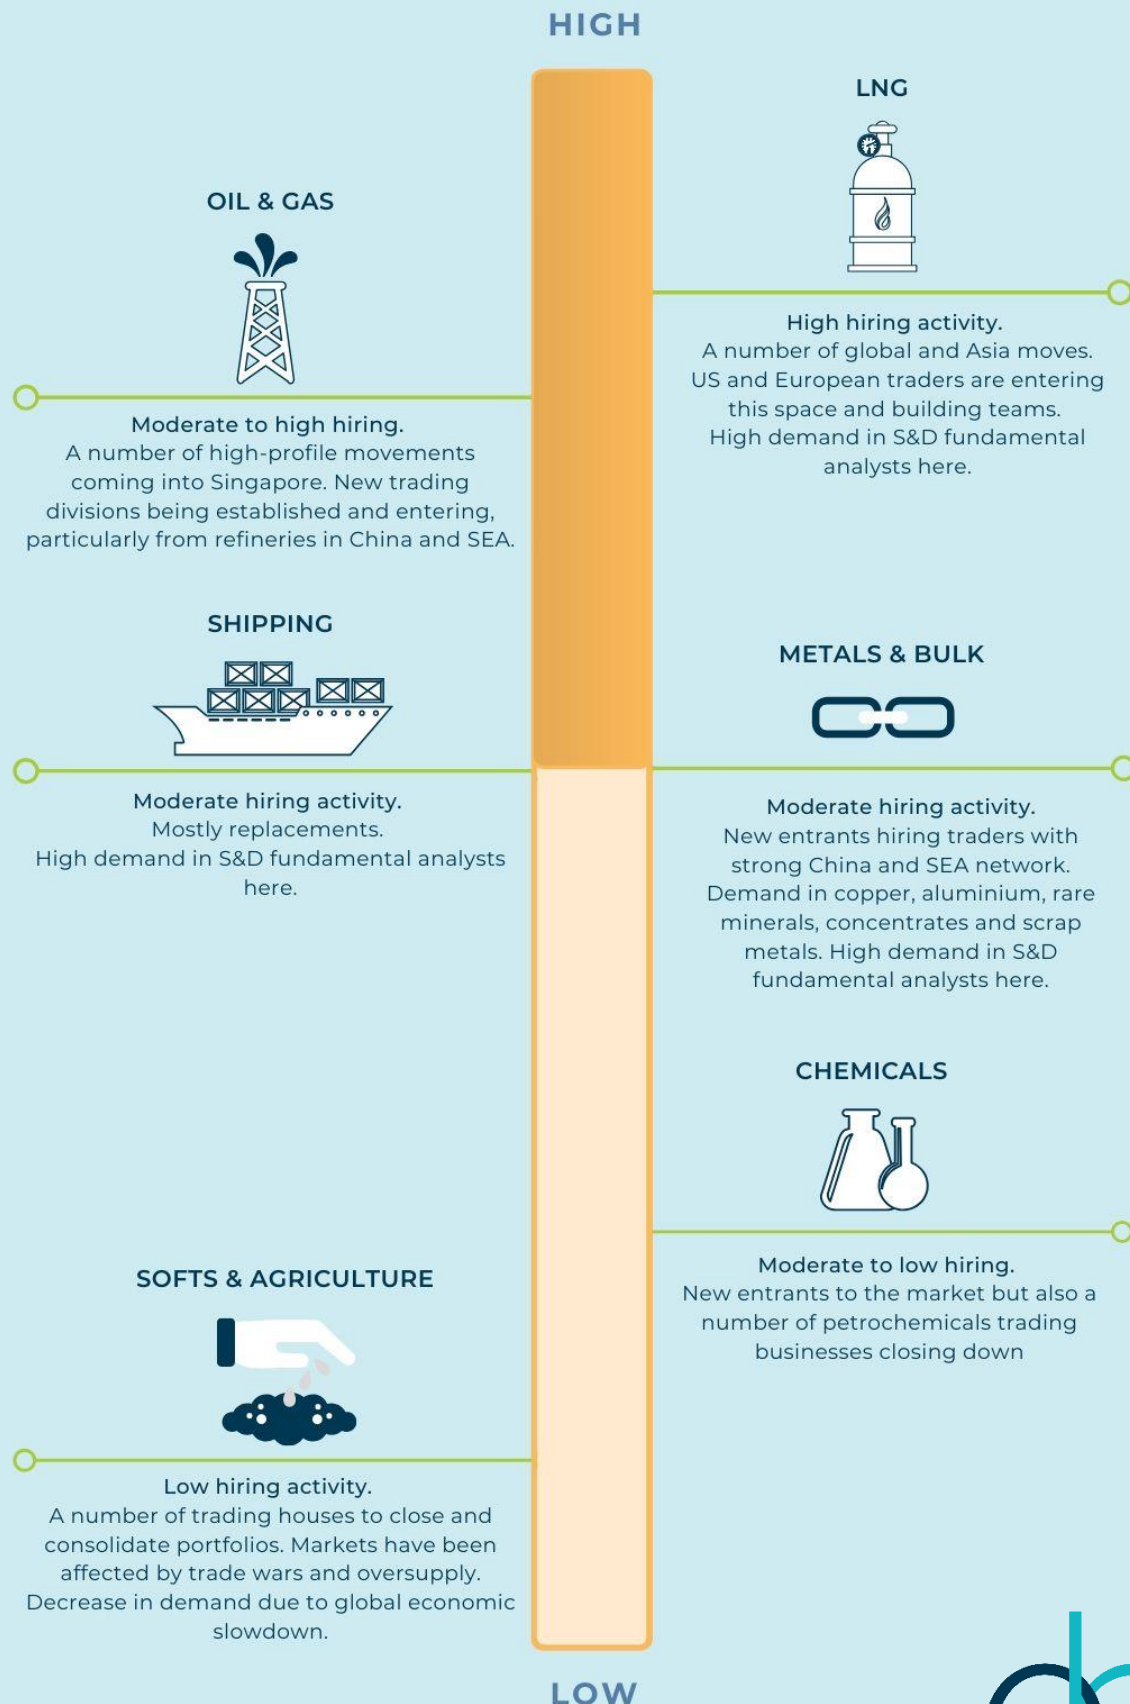 HIGH
LNG
High hiring activity.
A number of global and Asia moves.
US and European traders are entering
this space and building teams.
High demand in S&D fundamental
analysts here.
OIL & GAS
Moderate to high hiring.
A number of high-profile movements
coming into Singapore. New trading
divisions being established and entering,
particularly from refineries in China and SEA.
SHIPPING
Moderate hiring activity.
Mostly replacements.
High demand in S&D fundamental analysts
here.
METALS & BULK
Moderate hiring activity.
New entrants hiring traders with
strong China and SEA network.
Demand in copper, aluminium, rare
minerals, concentrates and scrap
metals. High demand in S&D
fundamental analysts here.
CHEMICALS
Moderate to low hiring.
New entrants to the market but also a
number of petrochemicals trading
businesses closing down
SOFTS & AGRICULTURE
Low hiring activity.
A number of trading houses to close and
consolidate portfolios. Markets have been
affected by trade wars and oversupply.
Decrease in demand due to global economic
slowdown.
LOW